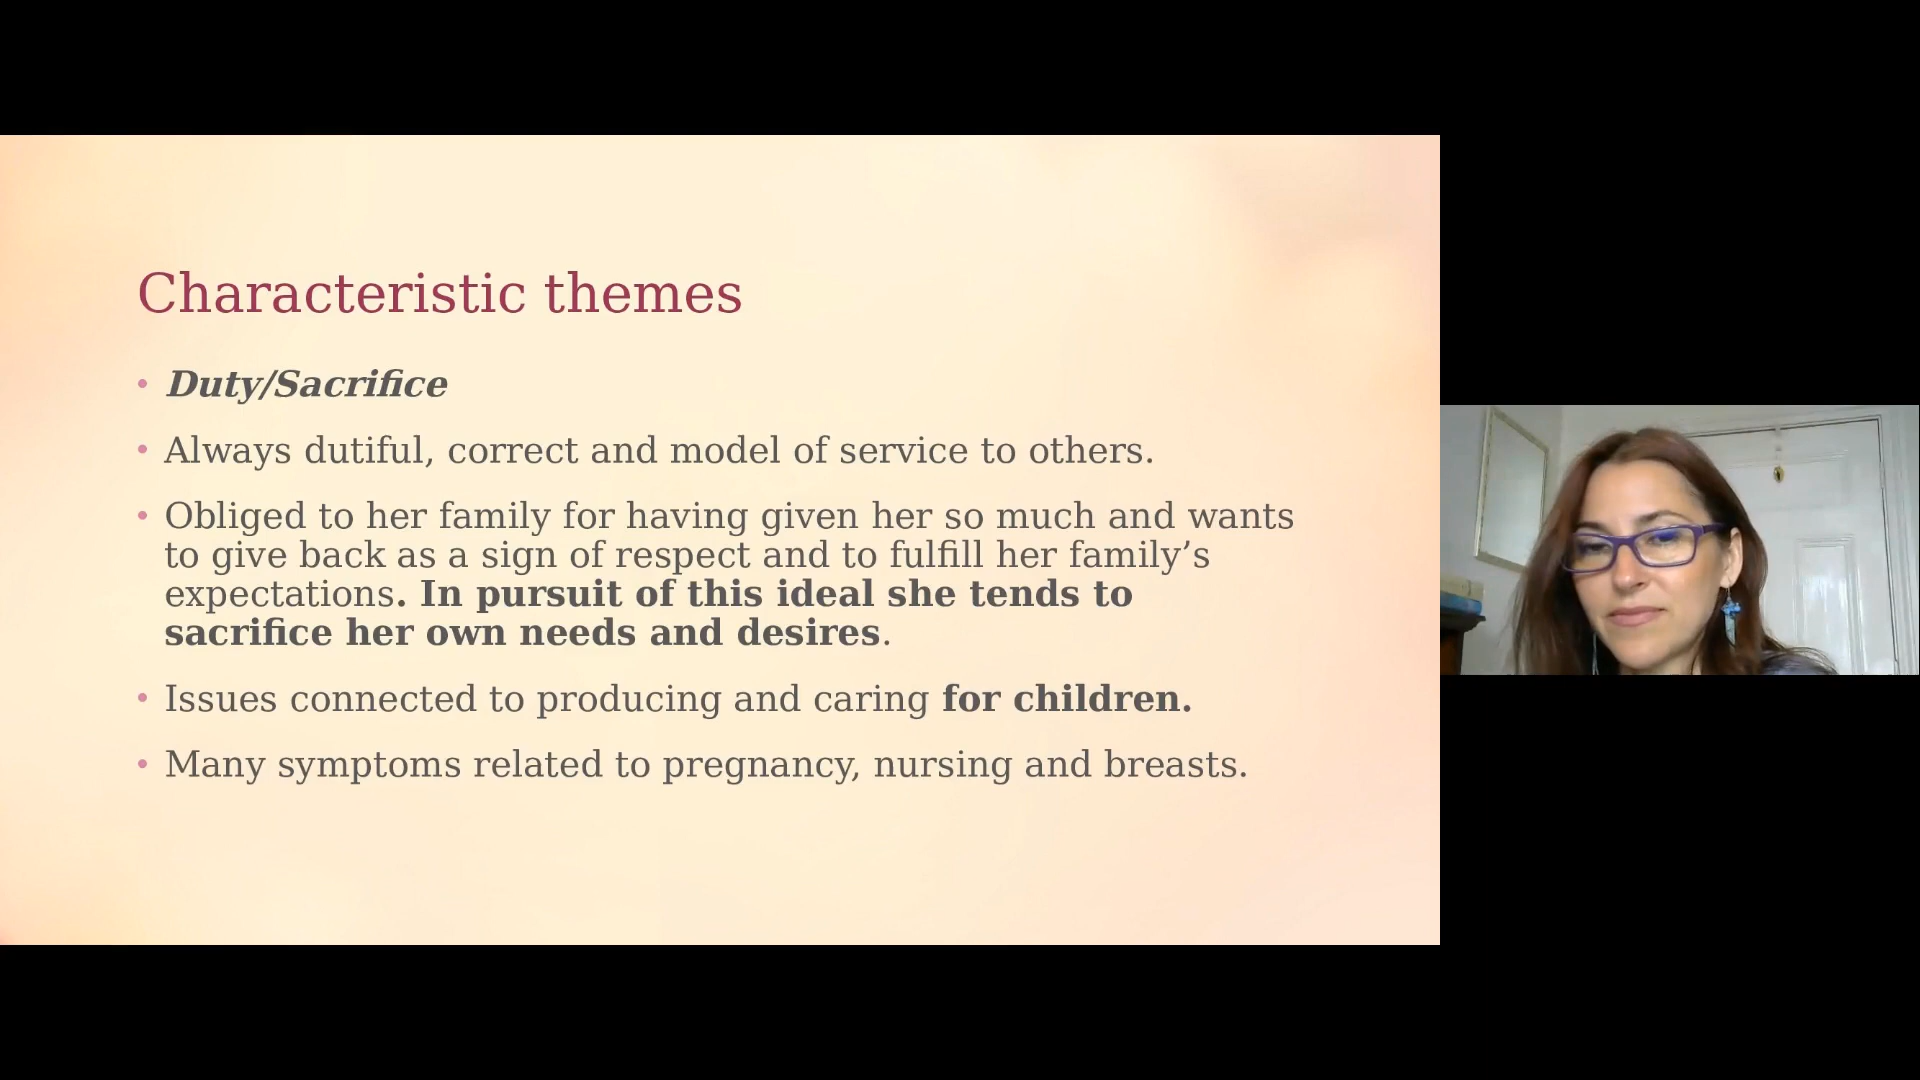 Characteristic themes
• Duty/Sacrifice
• Always dutiful, correct and model of service to others.
• Obliged to her family for having given her so much and wants
to give back as a sign of respect and to fulfill her family’s
expectations. In pursuit of this ideal she tends to
sacrifice her own needs and desires.
• Issues connected to producing and caring for children.
• Many symptoms related to pregnancy, nursing and breasts.